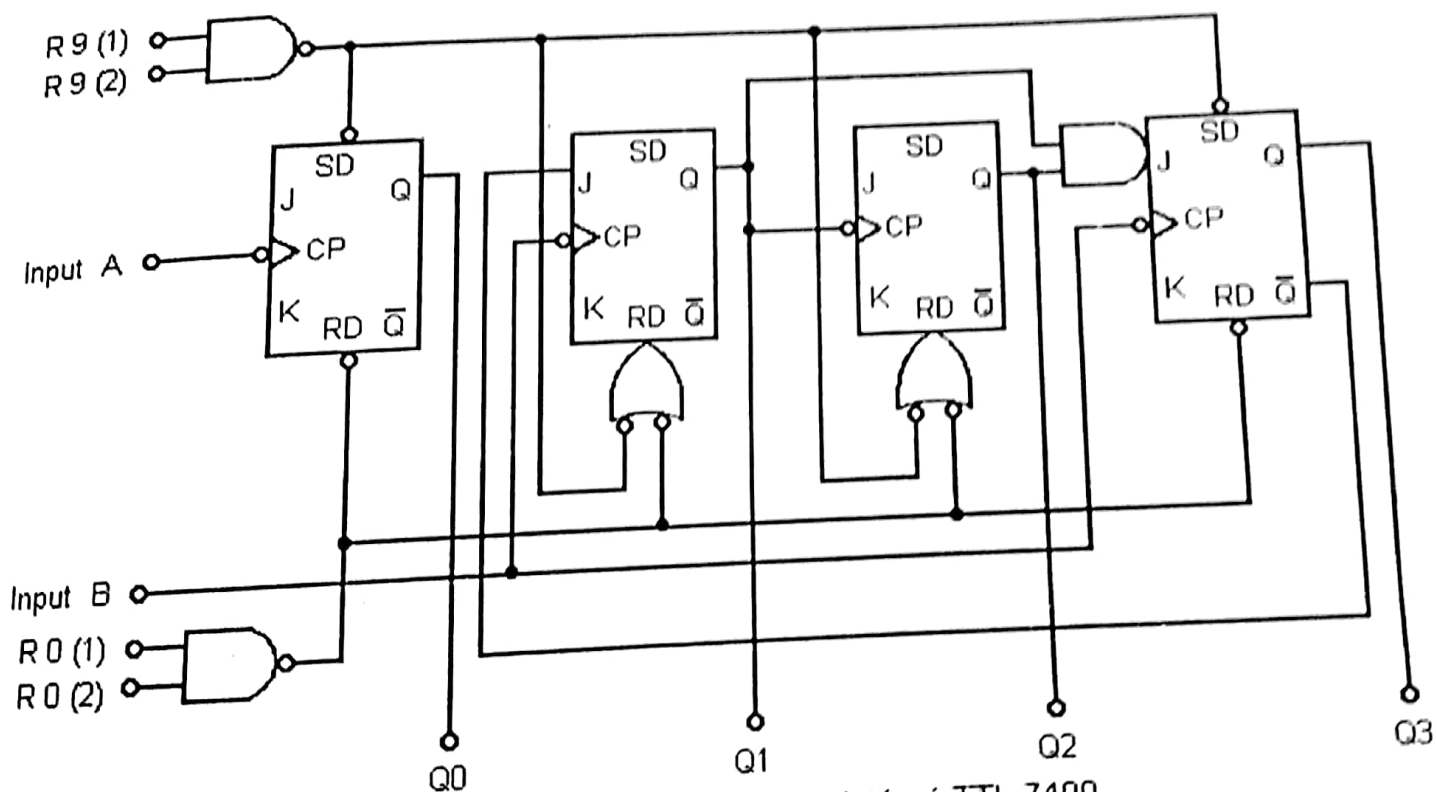 R 9 (1)
R 9 (2)
SD
J
Q
CP
K
RD
Q̅
SD
J
Q
CP
K
RD
Q̅
SD
J
Q
CP
K
RD
Q̅
SD
J
Q
CP
K
RD
Q̅
Input A
Input B
R 0 (1)
R 0 (2)
Q0
Q1
Q2
Q3
TTL